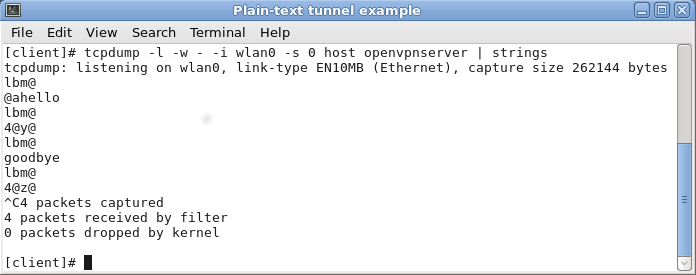 Plain-text tunnel example
File Edit View Search Terminal Help
[client]# tcpdump -l -w - -i wlan0 -s 0 host openvpnserver | strings
tcpdump: listening on wlan0, link-type EN10MB (Ethernet), capture size 262144 bytes
lbm@
@ahello
lbm@
4@y@
lbm@
goodbye
lbm@
4@z@
^C4 packets captured
4 packets received by filter
0 packets dropped by kernel
[client]#